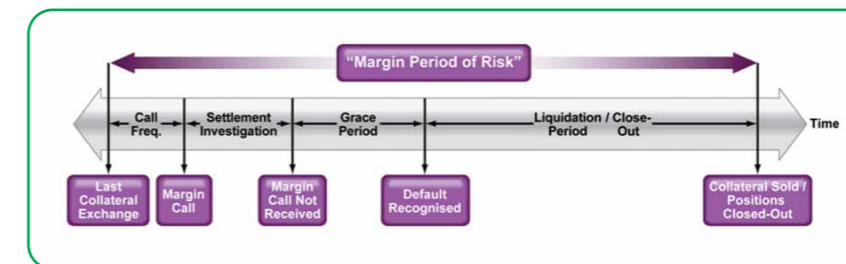 “Margin Period of Risk”
Call
Freq.
Settlement
Investigation
Grace
Period
Liquidation / Close-
Period Out
Time
Last
Collateral
Exchange
Margin
Call
Margin
Call Not
Received
Default
Recognised
Collateral Sold /
Positions
Closed-Out